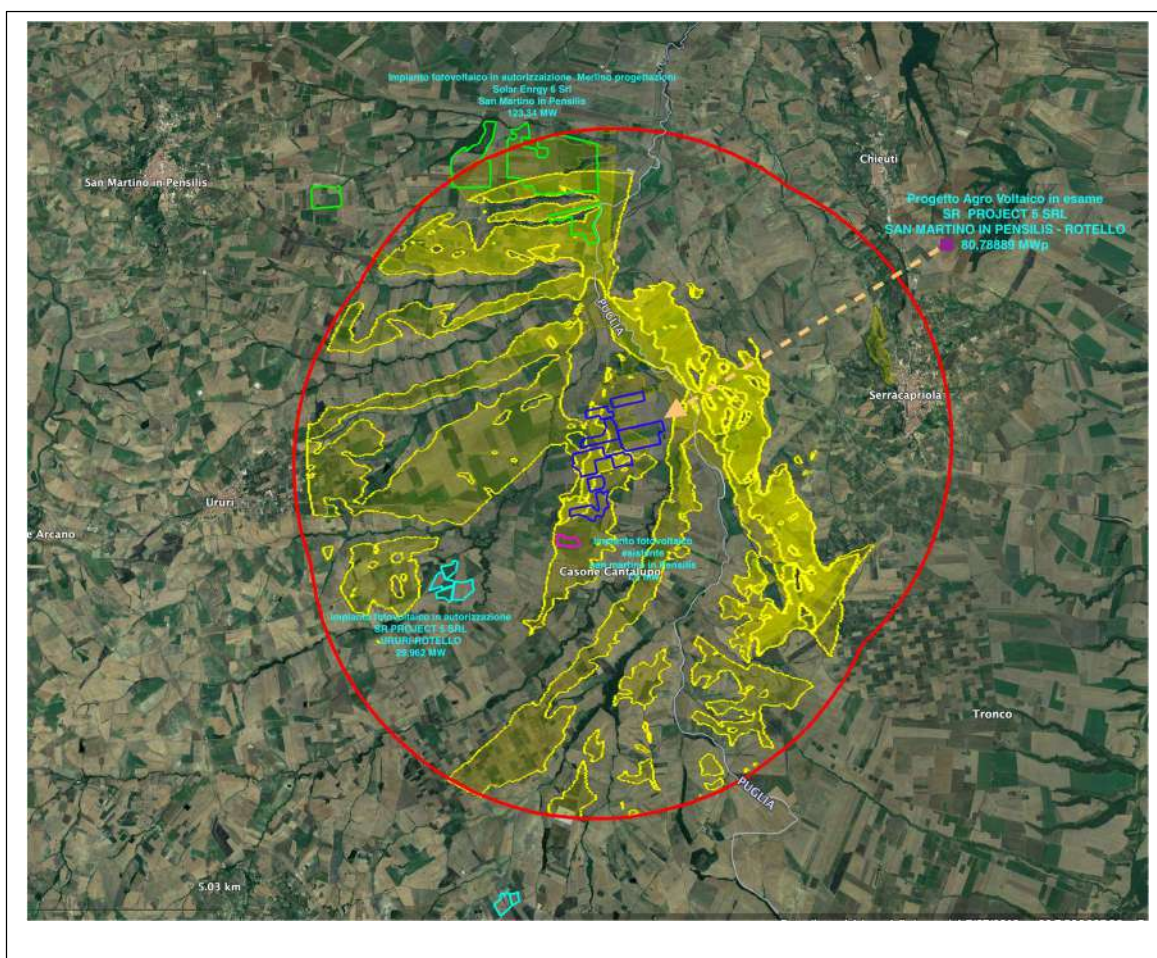 Impianto fotovoltaico in autorizzaizione Merlino progettazioni
Solar Enrgy 6 Srl
San Martino in Pensilis
123,34 MW
San Martino in Pensilis
Chieuti
Progetto Agro Voltaico in esame
SR PROJECT 5 SRL
SAN MARTINO IN PENSILIS - ROTELLO
80,78889 MWp
PUGLIA
Serracapriola
Ururi
e Arcano
Impianto fotovoltaico
esistente
san martino in Pensilis
MW
Casone Cantalupo
Impianto fotovoltaico in autorizzazione
SR PROJECT 5 SRL
URURI-ROTELLO
29,962 MW
Tronco
PUGLIA
5.03 km